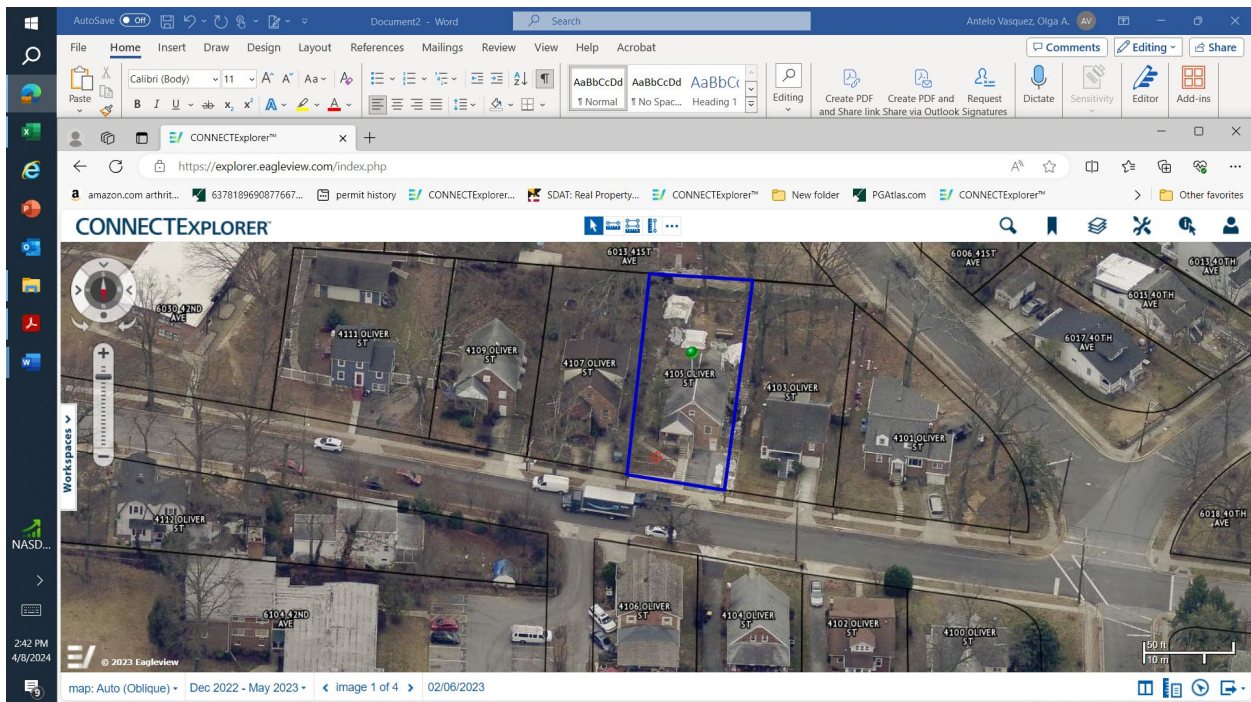 AutoSave Off Document2 - Word Search Antelo Vasquez, Olga A. AV
File Home Insert Draw Design Layout References Mailings Review View Help Acrobat Comments Editing Share
Calibri (Body) 11 A A Aa A
AaBbCcDd AaBbCcDd AaBbCc
Paste B I U ab x₂ x² A A
¶ Normal ¶ No Spac... Heading 1
Editing
Create PDF and Share link
Create PDF and Share via Outlook
Request Signatures
Dictate Sensitivity Editor Add-ins
CONNECTExplorer™
https://explorer.eagleview.com/index.php
amazon.com arthrit... 6378189690877667... permit history CONNECTExplorer... SDAT: Real Property... CONNECTExplorer™ New folder PGAtlas.com CONNECTExplorer™ Other favorites
CONNECTEXPLORER™
6013 41ST
AVE
6006 41ST
AVE
6013 40TH
AVE
6030 42ND
AVE
6015 40TH
AVE
4111 OLIVER
ST
4109 OLIVER
ST
4107 OLIVER
ST
4105 OLIVER
ST
4103 OLIVER
ST
6017 40TH
AVE
4101 OLIVER
ST
Workspaces
4112 OLIVER
ST
6018 40TH
AVE
6104 42ND
AVE
4106 OLIVER
ST
4104 OLIVER
ST
4102 OLIVER
ST
4100 OLIVER
ST
50 ft
10 m
© 2023 Eagleview
map: Auto (Oblique) Dec 2022 - May 2023 image 1 of 4 02/06/2023
NASD...
2:42 PM
4/8/2024
9